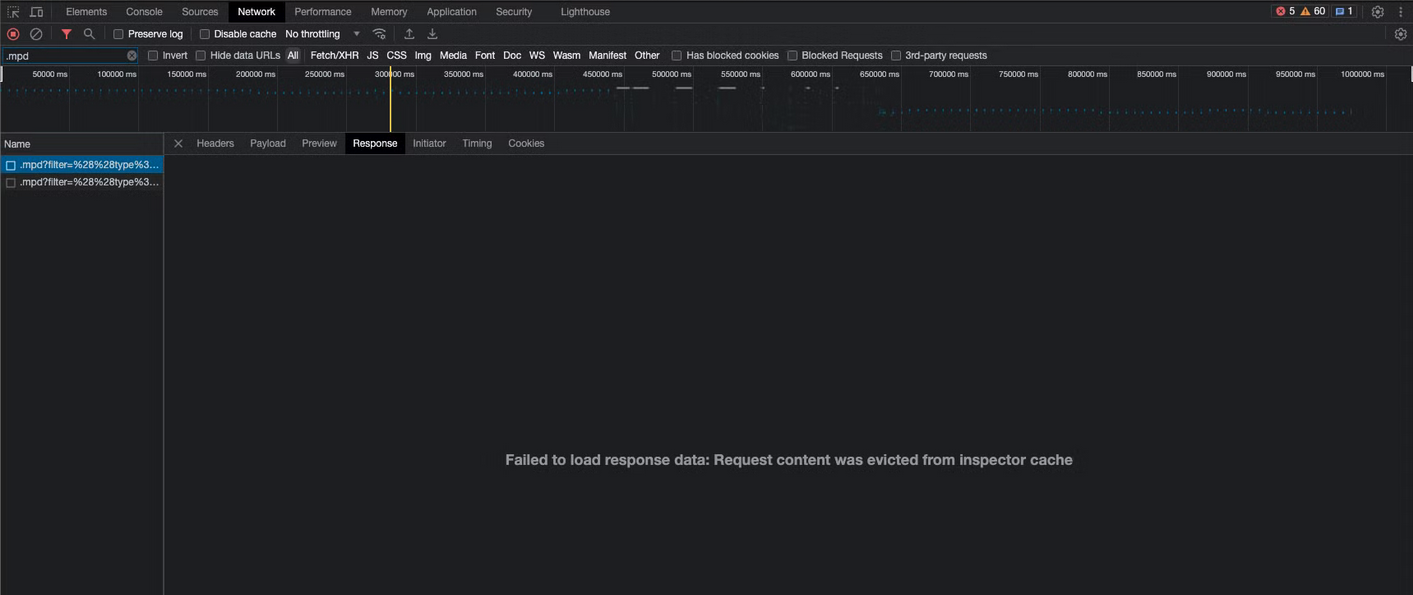 Elements Console Sources Network Performance Memory Application Security Lighthouse 5 60 1
Preserve log Disable cache No throttling
.mpd Invert Hide data URLs All Fetch/XHR JS CSS Img Media Font Doc WS Wasm Manifest Other Has blocked cookies Blocked Requests 3rd-party requests
50000 ms 100000 ms 150000 ms 200000 ms 250000 ms 300000 ms 350000 ms 400000 ms 450000 ms 500000 ms 550000 ms 600000 ms 650000 ms 700000 ms 750000 ms 800000 ms 850000 ms 900000 ms 950000 ms 1000000 ms
Name Headers Payload Preview Response Initiator Timing Cookies
.mpd?filter=%28%28type%3...
.mpd?filter=%28%28type%3...
Failed to load response data: Request content was evicted from inspector cache